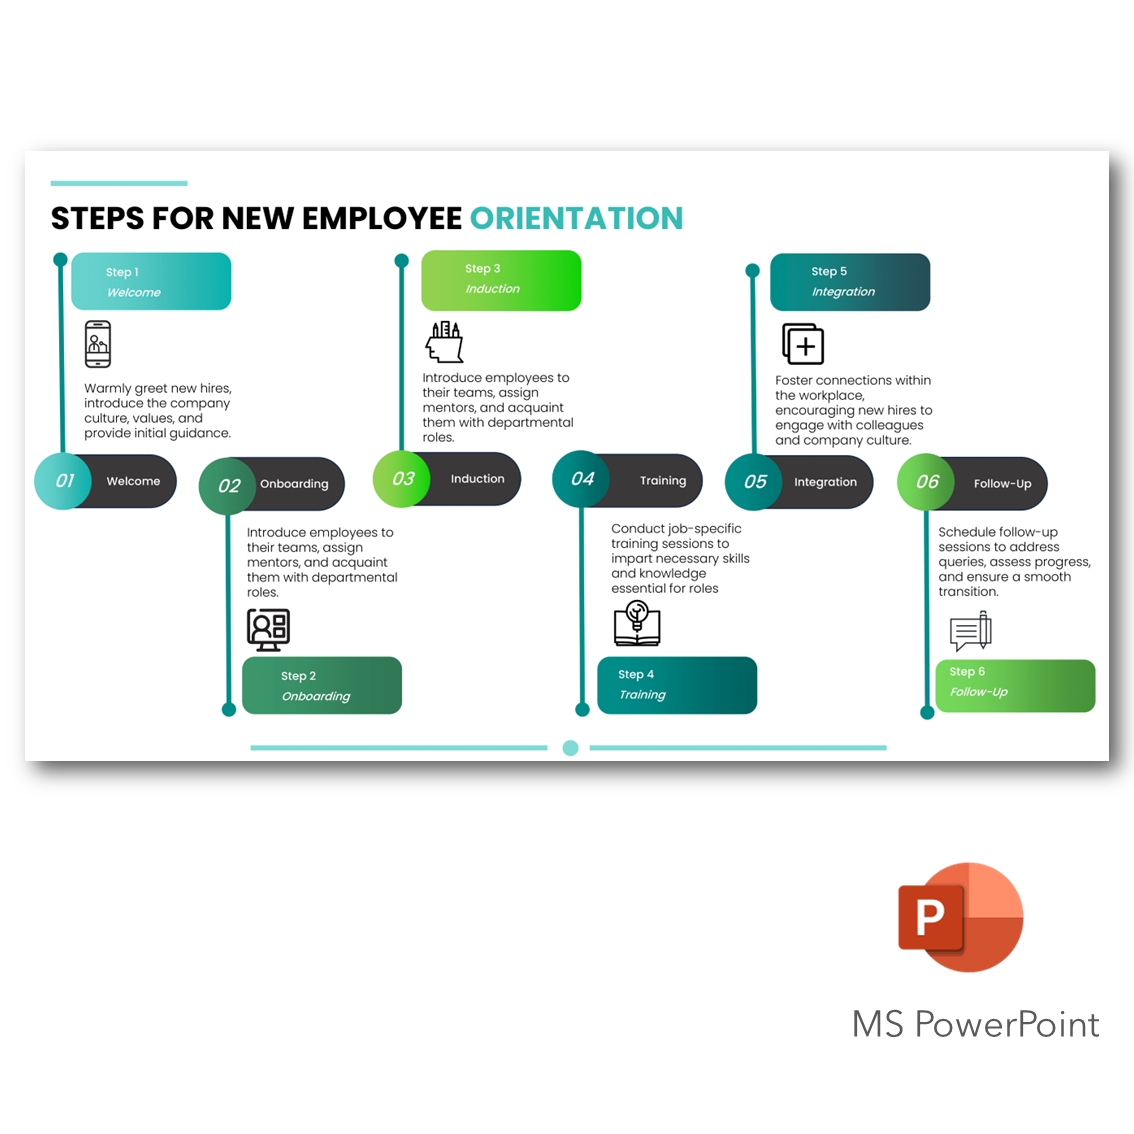 STEPS FOR NEW EMPLOYEE ORIENTATION
Step 1
Welcome
Warmly greet new hires,
introduce the company
culture, values, and
provide initial guidance.
Step 3
Induction
Introduce employees to
their teams, assign
mentors, and acquaint
them with departmental
roles.
Step 5
Integration
Foster connections within
the workplace,
encouraging new hires to
engage with colleagues
and company culture.
01 Welcome
02 Onboarding
03 Induction
04 Training
05 Integration
06 Follow-Up
Introduce employees to
their teams, assign
mentors, and acquaint
them with departmental
roles.
Step 2
Onboarding
Conduct job-specific
training sessions to
impart necessary skills
and knowledge
essential for roles
Step 4
Training
Schedule follow-up
sessions to address
queries, assess progress,
and ensure a smooth
transition.
Step 6
Follow-Up
P
MS PowerPoint